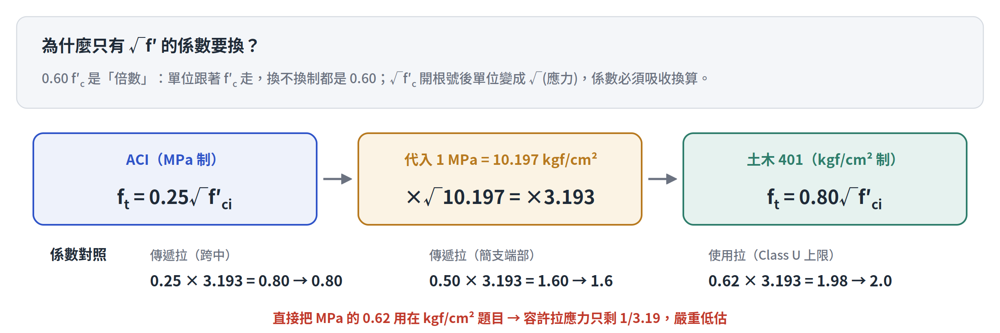 為什麼只有 √f′ 的係數要換？
0.60 f′c 是「倍數」：單位跟著 f′c 走，換不換制都是 0.60；√f′c 開根號後單位變成 √(應力)，係數必須吸收換算。
ACI（MPa 制）
ft = 0.25√f′ci
代入 1 MPa = 10.197 kgf/cm²
×√10.197 = ×3.193
土木 401（kgf/cm² 制）
ft = 0.80√f′ci
係數對照
傳遞拉（跨中）
0.25 × 3.193 = 0.80 → 0.80
傳遞拉（簡支端部）
0.50 × 3.193 = 1.60 → 1.6
使用拉（Class U 上限）
0.62 × 3.193 = 1.98 → 2.0
直接把 MPa 的 0.62 用在 kgf/cm² 題目 → 容許拉應力只剩 1/3.19，嚴重低估